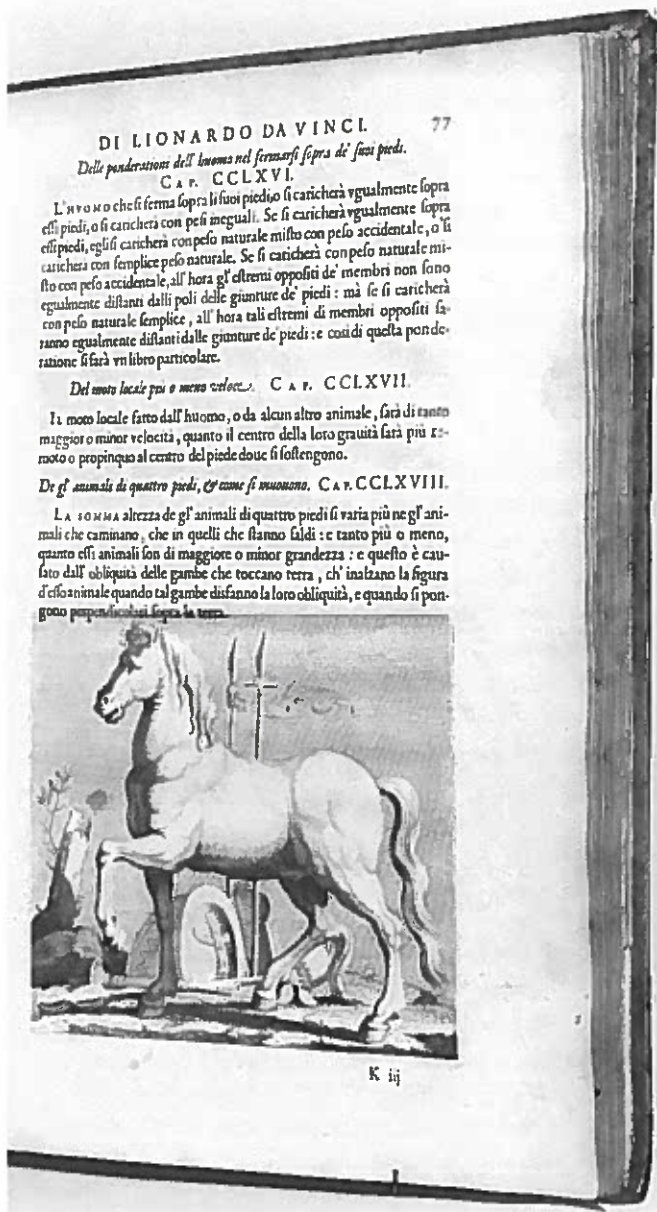 DI LIONARDO DA VINCI. 77
Delle ponderationi dell' huomo nel fermarsi sopra de' suoi piedi.
CAP. CCLXVI.
L'HVOMO che si ferma sopra li suoi piedi, o si caricherà vgualmente sopra
essi piedi, o si caricherà con pesi ineguali. Se si caricherà vgualmente sopra
essi piedi, egli si caricherà con peso naturale misto con peso accidentale, o si
caricherà con semplice peso naturale. Se si caricherà con peso naturale mi-
sto con peso accidentale, all' hora gl' estremi oppositi de' membri non sono
egualmente distanti dalli poli delle giunture de' piedi: mà se si caricherà
con peso naturale semplice, all' hora tali estremi di membri oppositi sa-
ranno egualmente distanti dalle giunture de' piedi: e così di questa ponde-
ratione si farà vn libro particolare.
Del moto locale più o meno veloce. CAP. CCLXVII.
IL moto locale fatto dall' huomo, o da alcun altro animale, sarà di tanto
maggior o minor velocità, quanto il centro della loro grauità sarà più re-
moto o propinquo al centro del piede doue si sostengono.
De gl' animali di quattro piedi, & come si muouono. CAP. CCLXVIII.
LA SOMMA altezza de gl' animali di quattro piedi si varia più ne gl' ani-
mali che caminano, che in quelli che stanno saldi: e tanto più o meno,
quanto essi animali son di maggiore o minor grandezza: e questo è cau-
sato dall' obliquità delle gambe che toccano terra, ch' inalzano la figura
d'esso animale quando tal gambe disfanno la loro obliquità, e quando si pon-
gono perpendicolari sopra la terra.
K iij